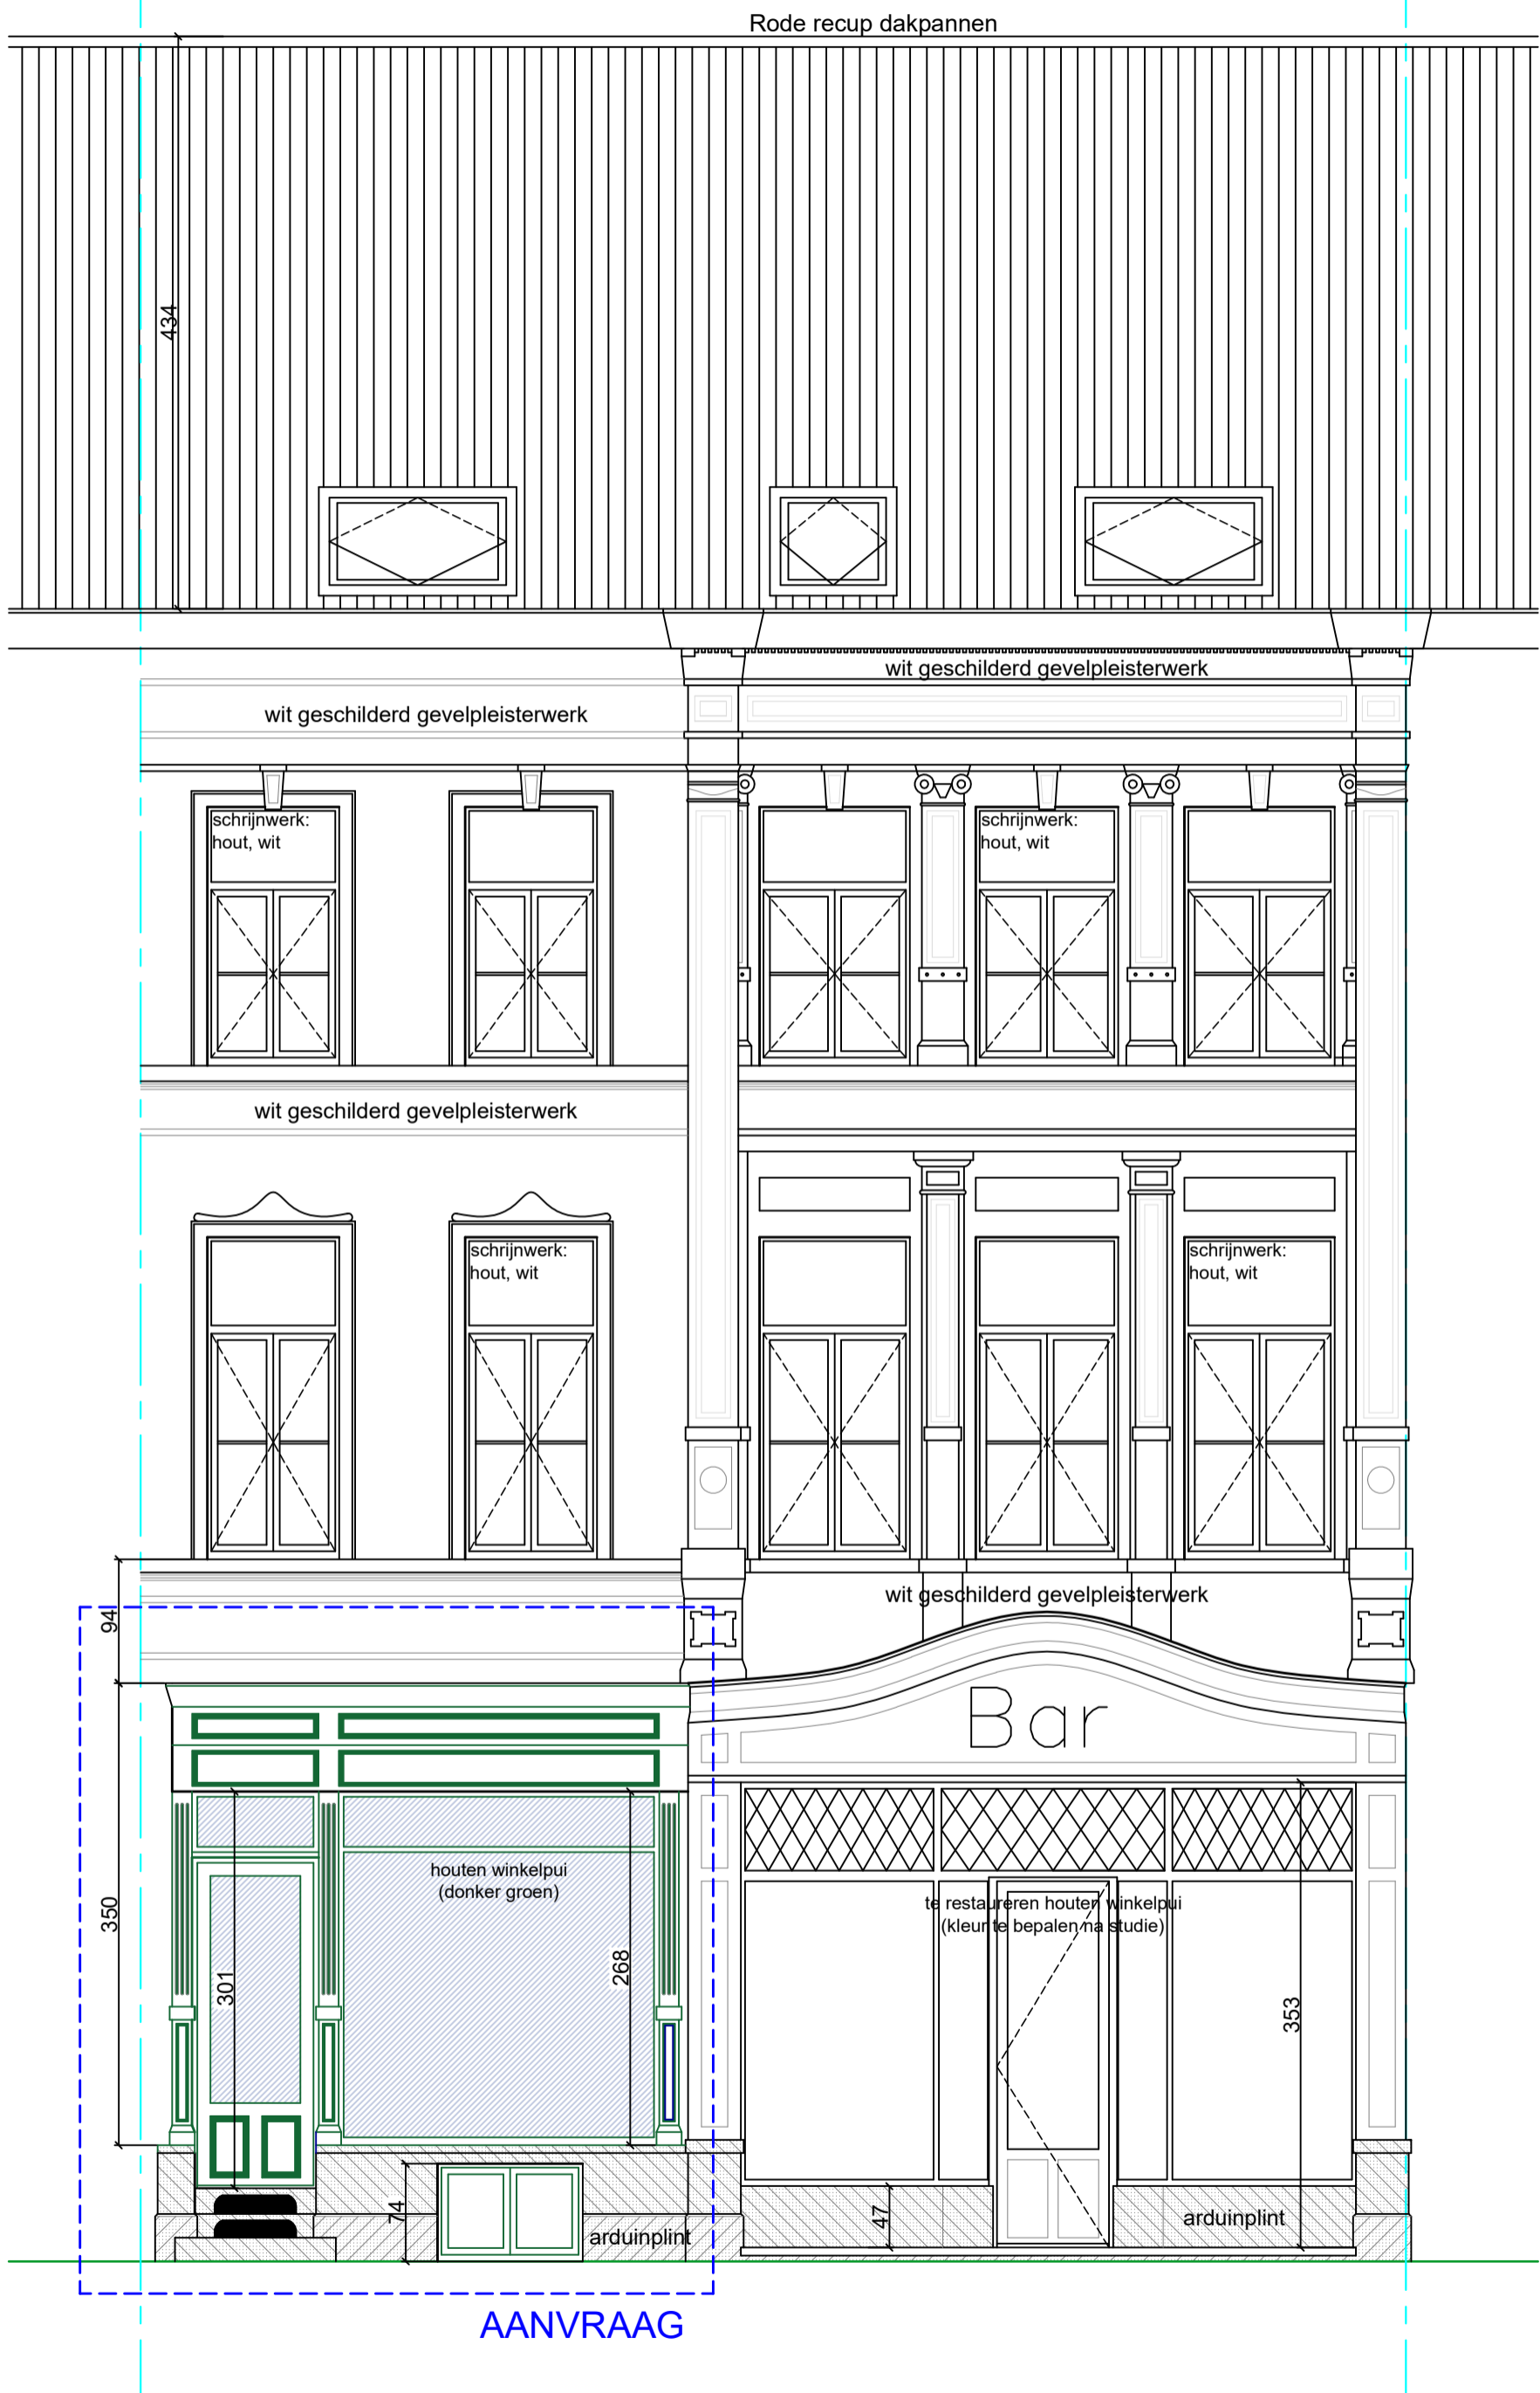 Rode recup dakpannen
434
wit geschilderd gevelpleisterwerk
wit geschilderd gevelpleisterwerk
schrijnwerk:
hout, wit
schrijnwerk:
hout, wit
wit geschilderd gevelpleisterwerk
schrijnwerk:
hout, wit
schrijnwerk:
hout, wit
94
wit geschilderd gevelpleisterwerk
Bar
350
houten winkelpui
(donker groen)
te restaureren houten winkelpui
(kleur te bepalen na studie)
301
268
353
74
47
arduinplint
arduinplint
AANVRAAG